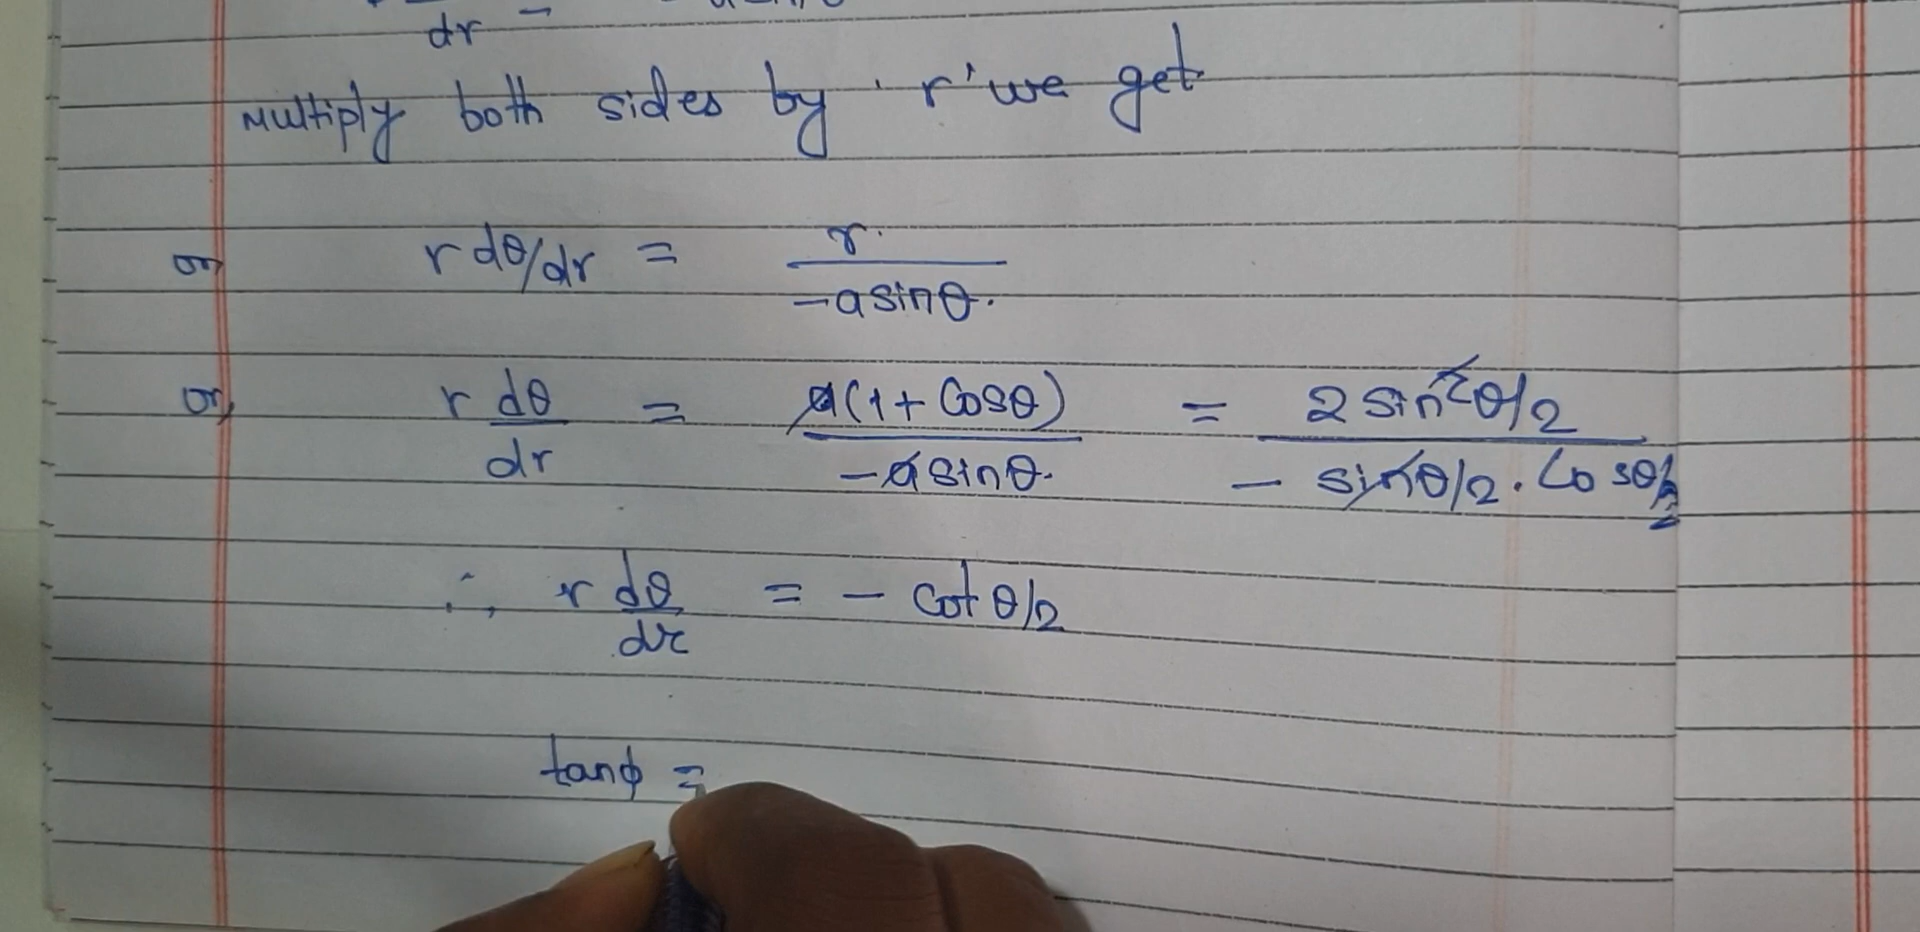 dr =
Multiply both sides by 'r' we get
or r dθ/dr = r / -a sinθ.
or r dθ/dr = a(1 + Cosθ) / -a sinθ. = 2 sin²θ/2 / - sinθ/2 . Cosθ/2
∴, r dθ/dr = - cot θ/2
tanφ =